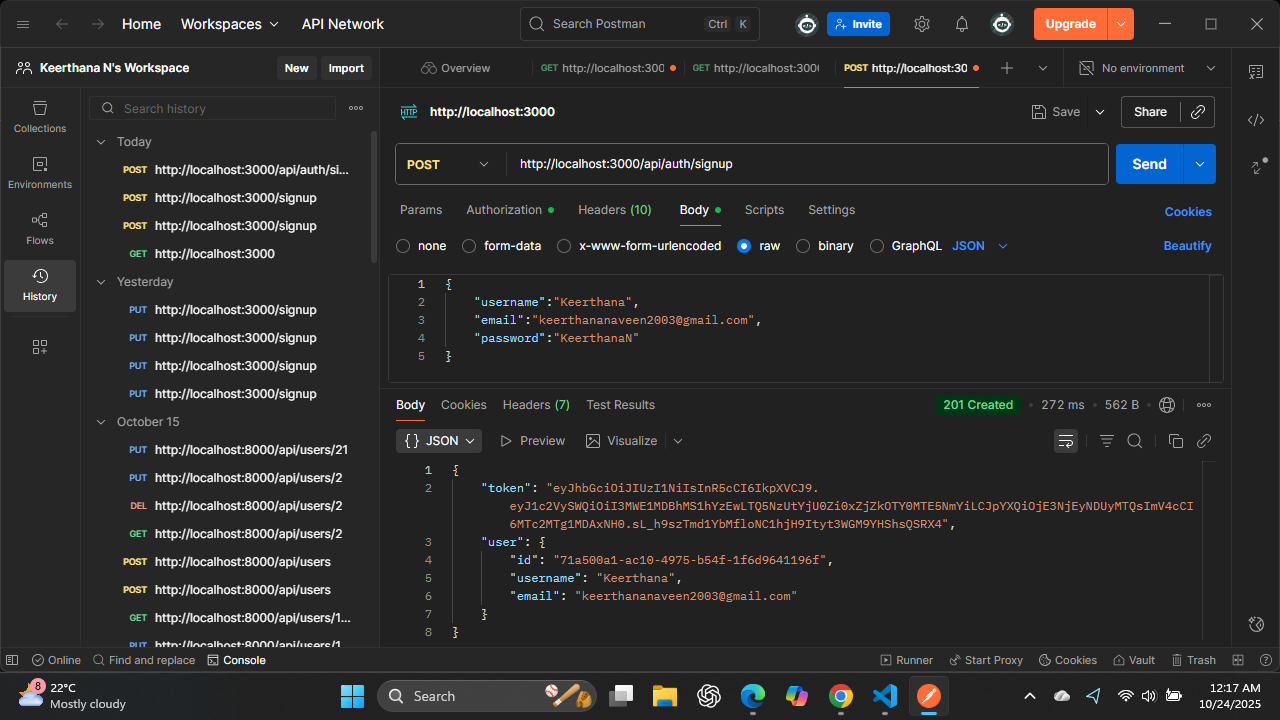 Home
Workspaces
API Network
Search Postman
Ctrl
K
Invite
Upgrade
Keerthana N's Workspace
New
Import
Overview
GET http://localhost:300
GET http://localhost:3000
POST http://localhost:30
No environment
Collections
Environments
Flows
History
Search history
Today
POST http://localhost:3000/api/auth/si...
POST http://localhost:3000/signup
POST http://localhost:3000/signup
GET http://localhost:3000
Yesterday
PUT http://localhost:3000/signup
PUT http://localhost:3000/signup
PUT http://localhost:3000/signup
PUT http://localhost:3000/signup
October 15
PUT http://localhost:8000/api/users/21
PUT http://localhost:8000/api/users/2
DEL http://localhost:8000/api/users/2
GET http://localhost:8000/api/users/2
POST http://localhost:8000/api/users
POST http://localhost:8000/api/users
GET http://localhost:8000/api/users/1...
PUT http://localhost:8000/api/users/1
HTTP
http://localhost:3000
Save
Share
POST
http://localhost:3000/api/auth/signup
Send
Params
Authorization
Headers (10)
Body
Scripts
Settings
Cookies
none
form-data
x-www-form-urlencoded
raw
binary
GraphQL
JSON
Beautify
1 {
2 "username":"Keerthana",
3 "email":"keerthananaveen2003@gmail.com",
4 "password":"KeerthanaN"
5 }
Body
Cookies
Headers (7)
Test Results
201 Created
272 ms
562 B
{} JSON
Preview
Visualize
1 {
2 "token": "eyJhbGciOiJIUzI1NiIsInR5cCI6IkpXVCJ9.
eyJ1c2VySWQiOiI3MWE1MDBhMS1hYzEwLTQ5NzUtYjU0Zi0xZjZkOTY0MTE5NmYiLCJpYXQiOjE3NjEyNDUyMTQsImV4cCI
6MTc2MTg1MDAxNH0.sL_h9szTmd1YbMfloNC1hjH9Ityt3WGM9YHShsQSRX4",
3 "user": {
4 "id": "71a500a1-ac10-4975-b54f-1f6d9641196f",
5 "username": "Keerthana",
6 "email": "keerthananaveen2003@gmail.com"
7 }
8 }
Online
Find and replace
Console
Runner
Start Proxy
Cookies
Vault
Trash
8
22°C
Mostly cloudy
Search
12:17 AM
10/24/2025